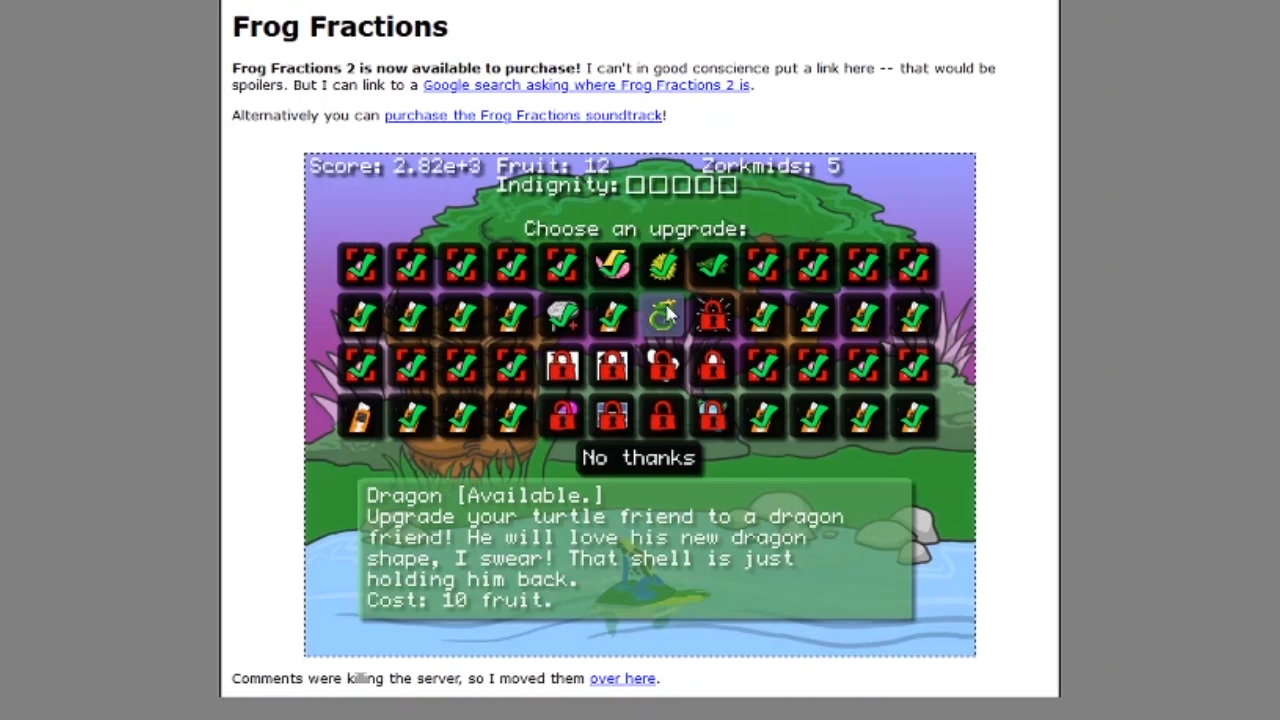 Frog Fractions
Frog Fractions 2 is now available to purchase! I can't in good conscience put a link here -- that would be
spoilers. But I can link to a Google search asking where Frog Fractions 2 is.
Alternatively you can purchase the Frog Fractions soundtrack!
Score: 2.82e+3 Fruit: 12 Zorkmids: 5
Indignity:
Choose an upgrade:
No thanks
Dragon [Available.]
Upgrade your turtle friend to a dragon
friend! He will love his new dragon
shape, I swear! That shell is just
holding him back.
Cost: 10 fruit.
Comments were killing the server, so I moved them over here.